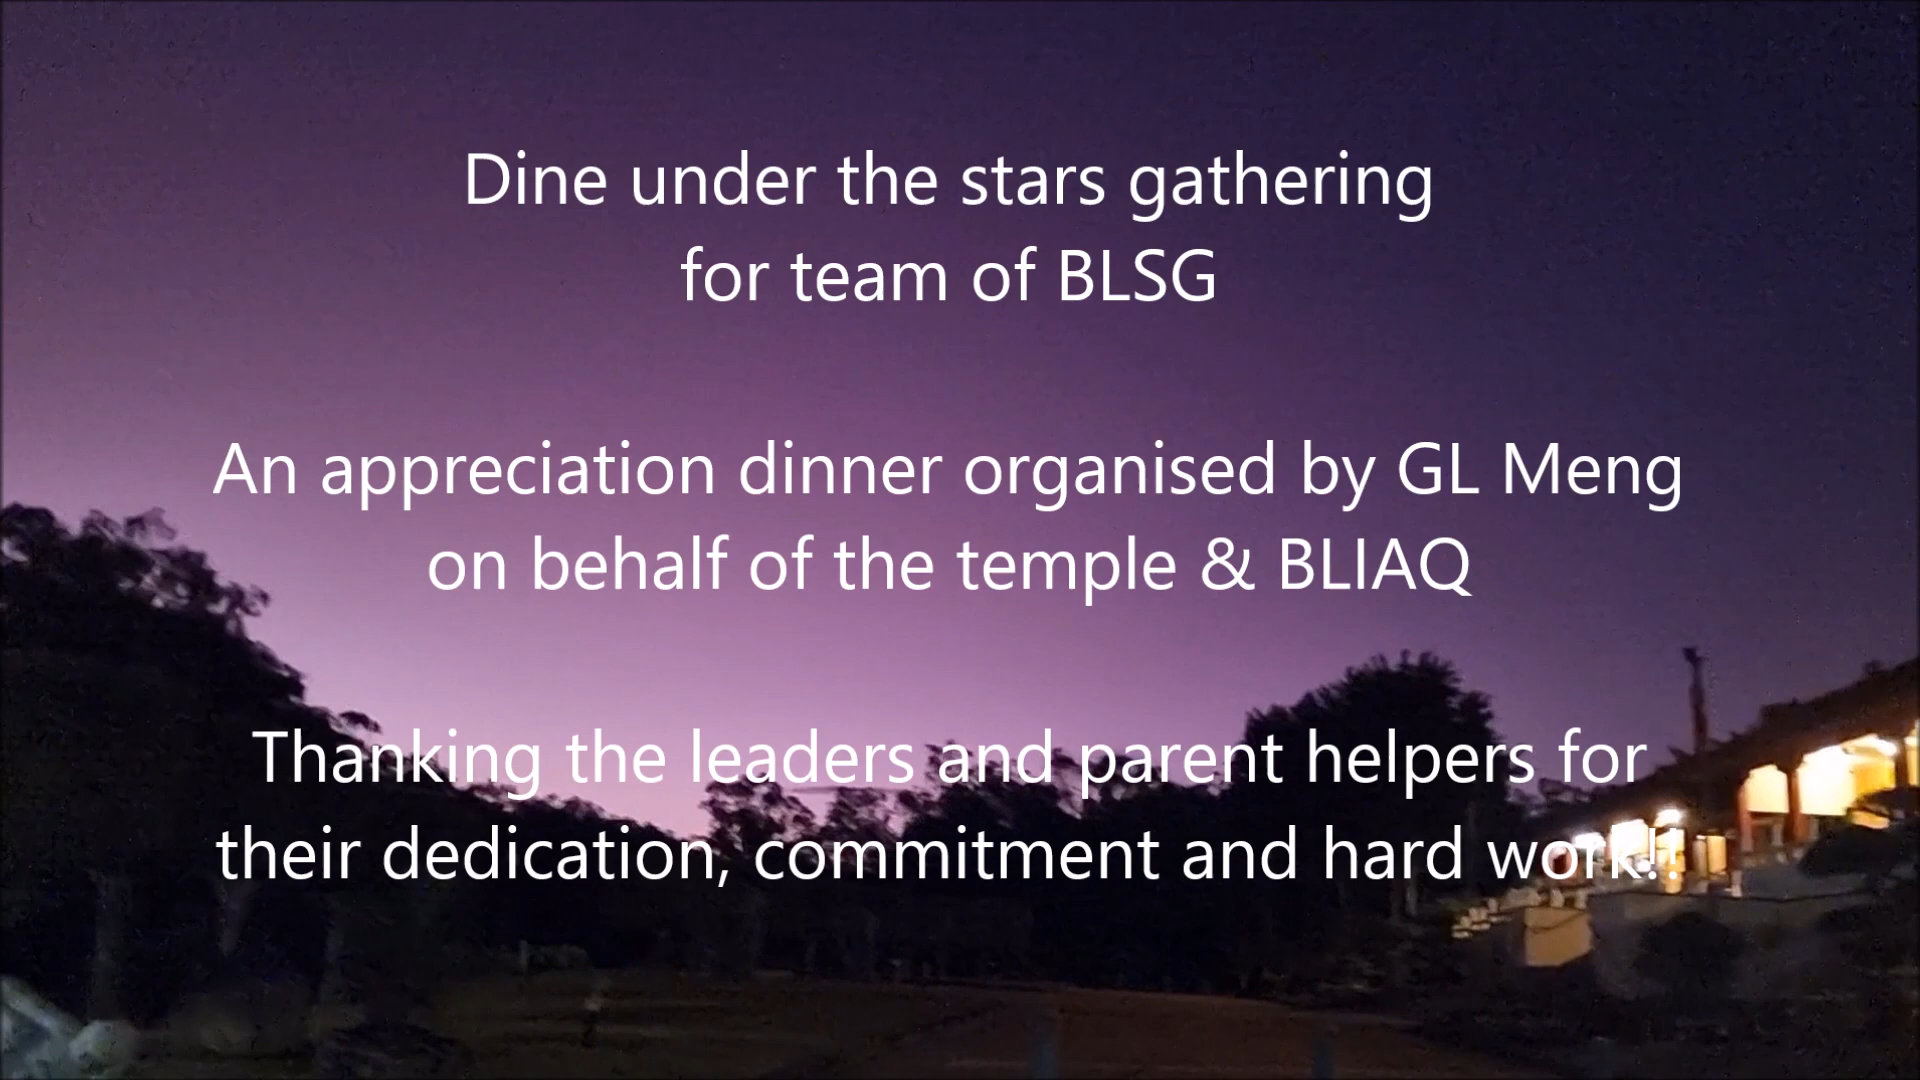 Dine under the stars gathering
for team of BLSG
An appreciation dinner organised by GL Meng
on behalf of the temple & BLIAQ
Thanking the leaders and parent helpers for
their dedication, commitment and hard work!!